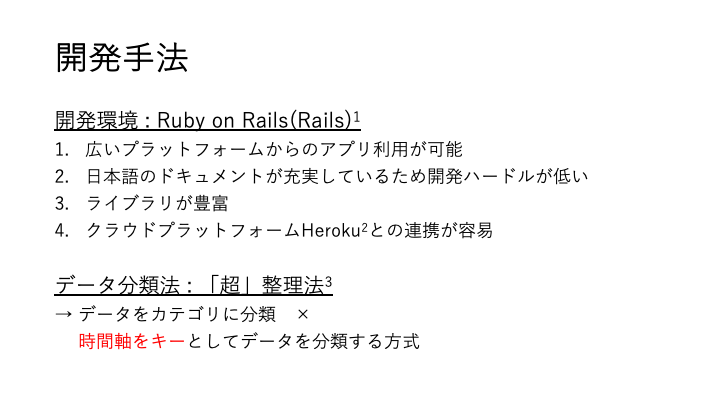 開発手法
開発環境 : Ruby on Rails(Rails)1
1. 広いプラットフォームからのアプリ利用が可能
2. 日本語のドキュメントが充実しているため開発ハードルが低い
3. ライブラリが豊富
4. クラウドプラットフォームHeroku2との連携が容易
データ分類法 : 「超」整理法3
→ データをカテゴリに分類　×
時間軸をキーとしてデータを分類する方式